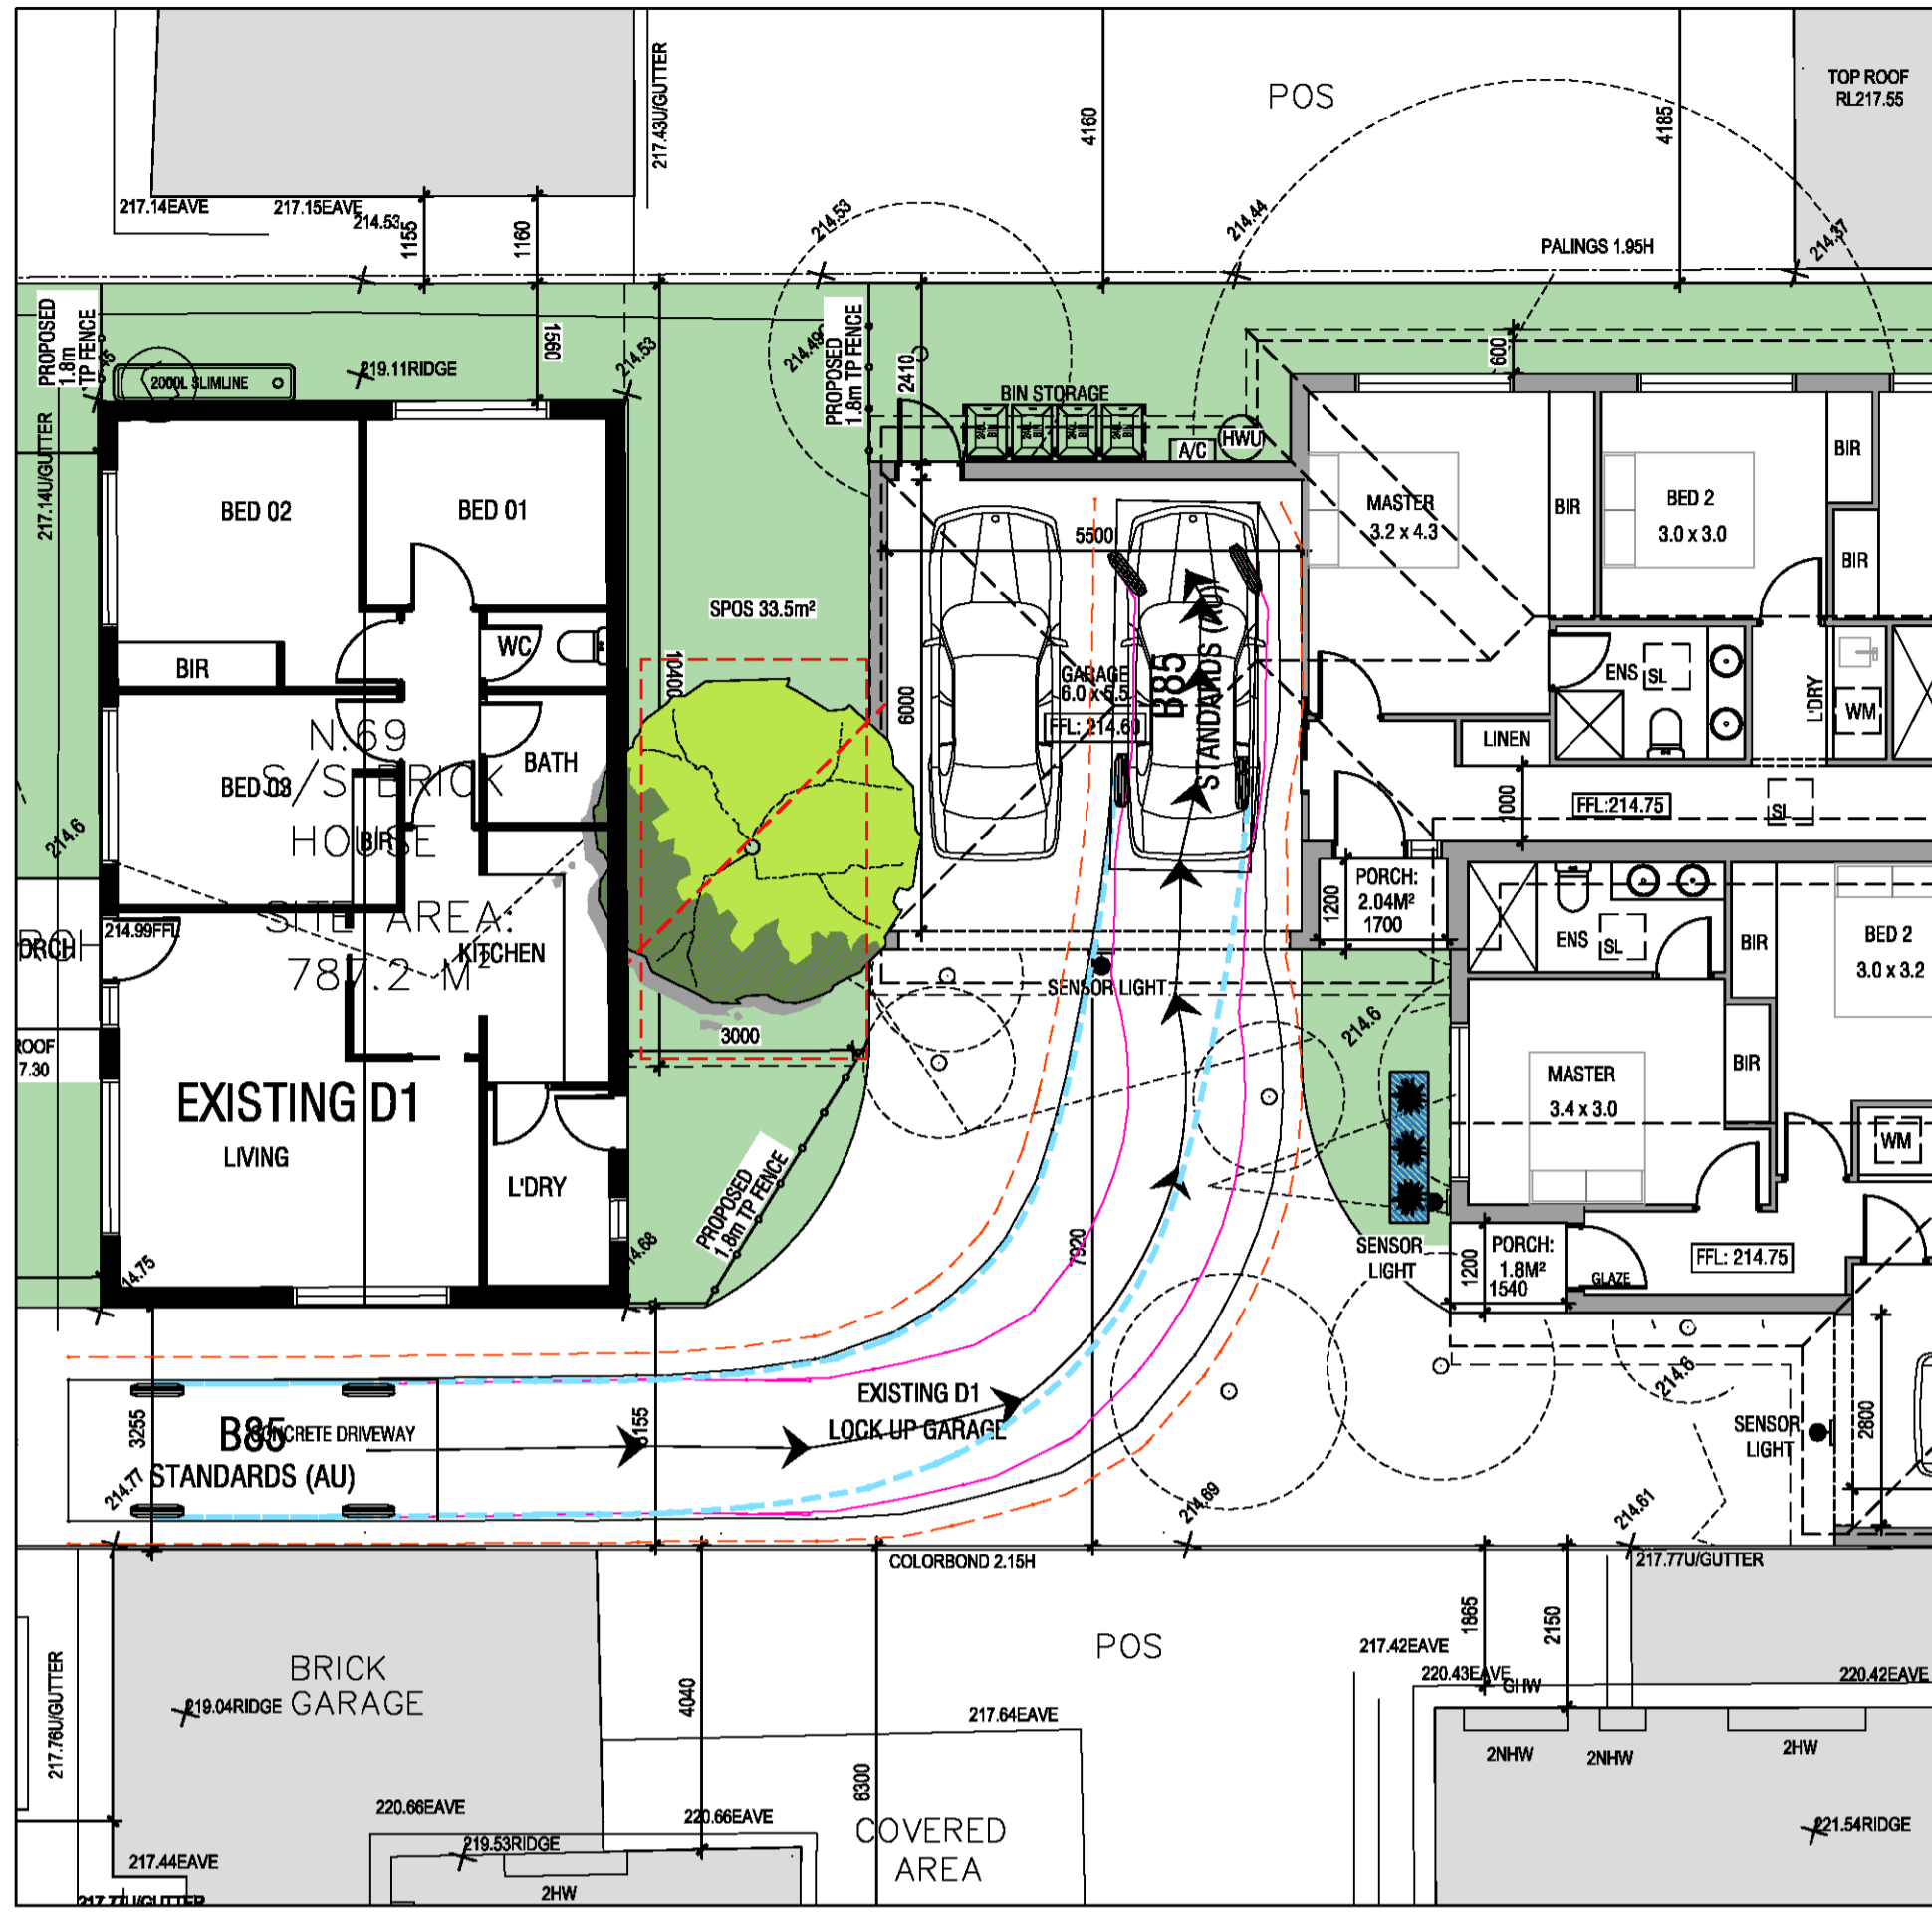 217.43U/GUTTER
4160
POS
4185
TOP ROOF
RL217.55
217.14EAVE
217.15EAVE
214.53
1155
1160
214.53
214.44
PALINGS 1.95H
214.37
PROPOSED
1.8m
TP FENCE
2000L SLIMLINE
219.11RIDGE
1560
214.53
PROPOSED
1.8m TP FENCE
2410
BIN STORAGE
A/C
HWU
600
217.14U/GUTTER
BED 02
BED 01
SPOS 33.5m²
5500
MASTER
3.2 x 4.3
BIR
BED 2
3.0 x 3.0
BIR
BIR
WC
BIR
10400
GARAGE
6.0 x 5.5
FFL: 214.60
6000
B85
STANDARDS (AU)
ENS
SL
L'DRY
WM
LINEN
N.69
S/S BRICK
HOUSE
SITE AREA:
787.2 M²
BED 03
BIR
BATH
214.6
1000
FFL:214.75
SL
PORCH:
2.04M²
1700
1200
ENS
SL
BIR
BED 2
3.0 x 3.2
214.99FFL
KITCHEN
SENSOR LIGHT
3000
214.6
MASTER
3.4 x 3.0
BIR
WM
EXISTING D1
LIVING
L'DRY
PROPOSED
1.8m TP FENCE
7920
SENSOR
LIGHT
1200
PORCH:
1.8M²
1540
GLAZE
FFL: 214.75
3255
B85
CONCRETE DRIVEWAY
STANDARDS (AU)
214.77
EXISTING D1
LOCK UP GARAGE
214.6
SENSOR
LIGHT
2800
214.69
214.61
COLORBOND 2.15H
217.77U/GUTTER
217.76U/GUTTER
BRICK
GARAGE
219.04RIDGE
4040
POS
217.42EAVE
1865
2150
220.43EAVE
GHW
220.42EAVE
217.64EAVE
2NHW
2NHW
2HW
6300
220.66EAVE
220.66EAVE
COVERED
AREA
219.53RIDGE
221.54RIDGE
217.44EAVE
2HW